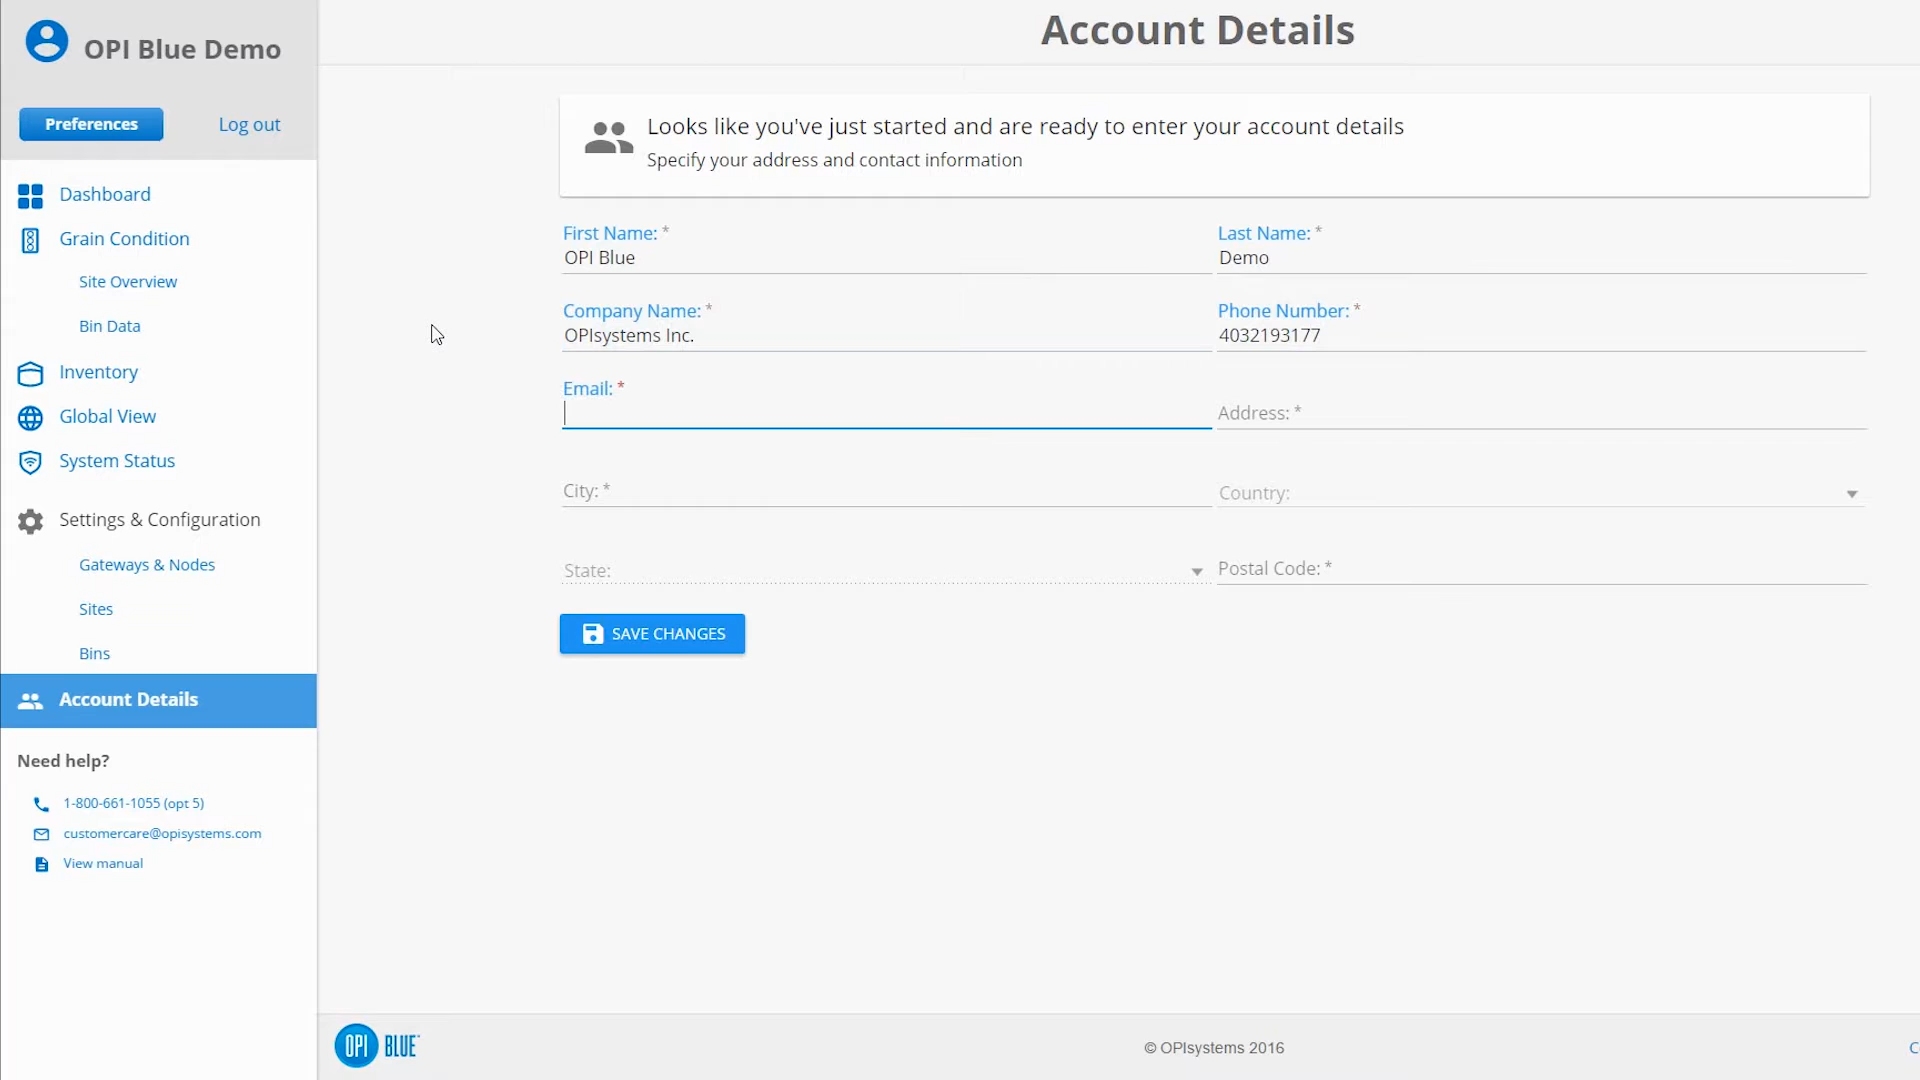 OPI Blue Demo
Preferences
Log out
Dashboard
Grain Condition
Site Overview
Bin Data
Inventory
Global View
System Status
Settings & Configuration
Gateways & Nodes
Sites
Bins
Account Details
Need help?
1-800-661-1055 (opt 5)
customercare@opisystems.com
View manual
Account Details
Looks like you've just started and are ready to enter your account details
Specify your address and contact information
First Name: *
OPI Blue
Last Name: *
Demo
Company Name: *
OPIsystems Inc.
Phone Number: *
4032193177
Email: *
Address: *
City: *
Country:
State:
Postal Code: *
SAVE CHANGES
OPI BLUE
© OPIsystems 2016